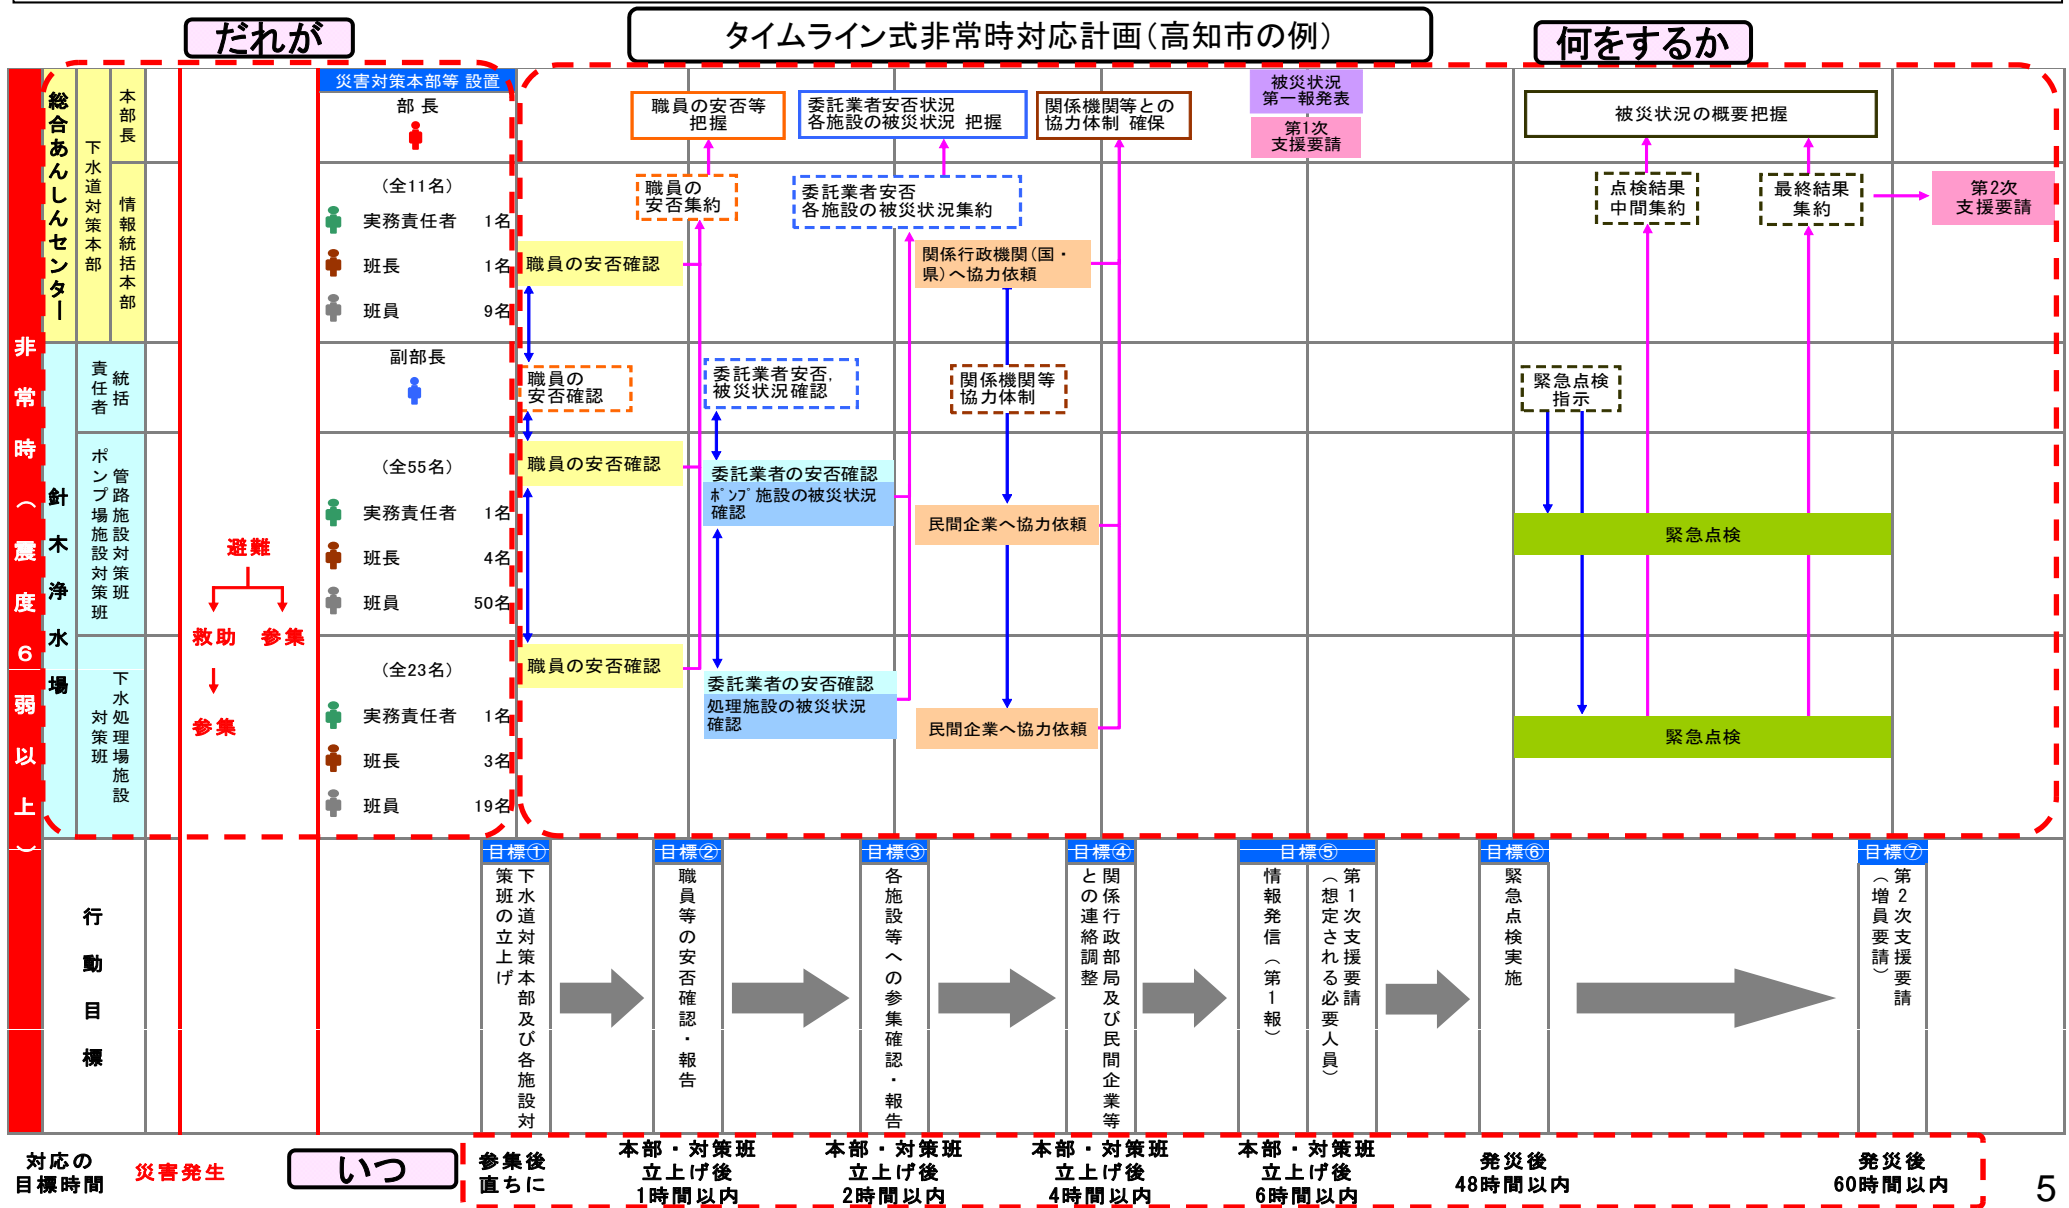 だれが
タイムライン式非常時対応計画(高知市の例)
何をするか
非常時(震度6弱以上)
総合あんしんセンター
下水道対策本部
本部長
情報統括本部
針木浄水場
統括
責任者
管路施設対策班
ポンプ場施設対策班
下水処理場施設
対策班
避難
救助
参集
参集
災害対策本部等 設置
部 長
(全11名)
実務責任者 1名
班長 1名
班員 9名
副部長
(全55名)
実務責任者 1名
班長 4名
班員 50名
(全23名)
実務責任者 1名
班長 3名
班員 19名
職員の安否等
把握
委託業者安否状況
各施設の被災状況 把握
関係機関等との
協力体制 確保
被災状況
第一報発表
第1次
支援要請
被災状況の概要把握
職員の
安否集約
委託業者安否
各施設の被災状況集約
点検結果
中間集約
最終結果
集約
第2次
支援要請
職員の安否確認
関係行政機関(国・
県)へ協力依頼
職員の
安否確認
委託業者安否,
被災状況確認
関係機関等
協力体制
緊急点検
指示
職員の安否確認
委託業者の安否確認
ポンプ施設の被災状況
確認
民間企業へ協力依頼
緊急点検
職員の安否確認
委託業者の安否確認
処理施設の被災状況
確認
民間企業へ協力依頼
緊急点検
行動目標
目標①
下水道対策本部及び各施設対
策班の立上げ
目標②
職員等の安否確認・報告
目標③
各施設等への参集確認・報告
目標④
関係行政部局及び民間企業等
との連絡調整
目標⑤
情報発信(第1報)
第1次支援要請
(想定される必要人員)
目標⑥
緊急点検実施
目標⑦
第2次支援要請
(増員要請)
対応の
目標時間
災害発生
いつ
参集後
直ちに
本部・対策班
立上げ後
1時間以内
本部・対策班
立上げ後
2時間以内
本部・対策班
立上げ後
4時間以内
本部・対策班
立上げ後
6時間以内
発災後
48時間以内
発災後
60時間以内
5